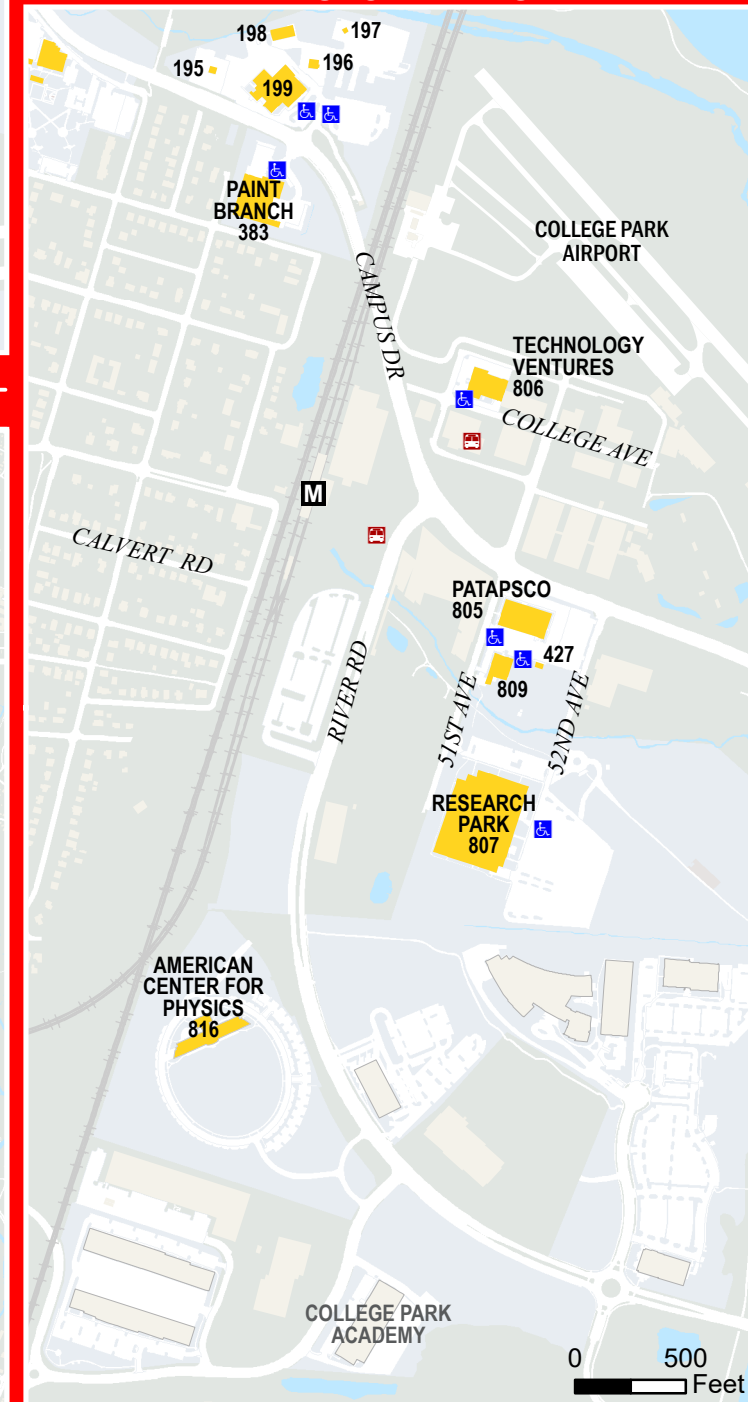 198
197
195
196
199
PAINT
BRANCH
383
COLLEGE PARK
AIRPORT
CAMPUS DR
TECHNOLOGY
VENTURES
806
COLLEGE AVE
M
CALVERT RD
PATAPSCO
805
427
809
RIVER RD
51ST AVE
52ND AVE
RESEARCH
PARK
807
AMERICAN
CENTER FOR
PHYSICS
816
COLLEGE PARK
ACADEMY
0 500
Feet